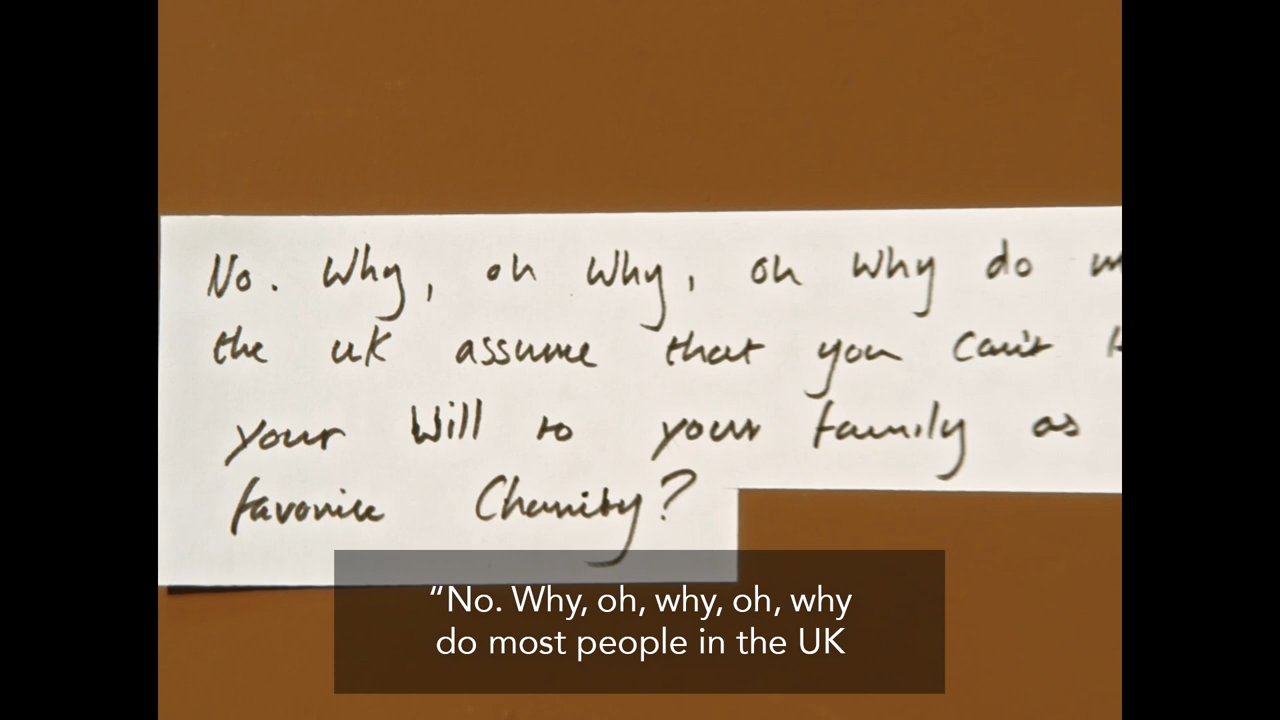 No. Why, oh why, oh why do
the UK assume that you can't
your Will to your family as
favorite Charity?
“No. Why, oh, why, oh, why
do most people in the UK